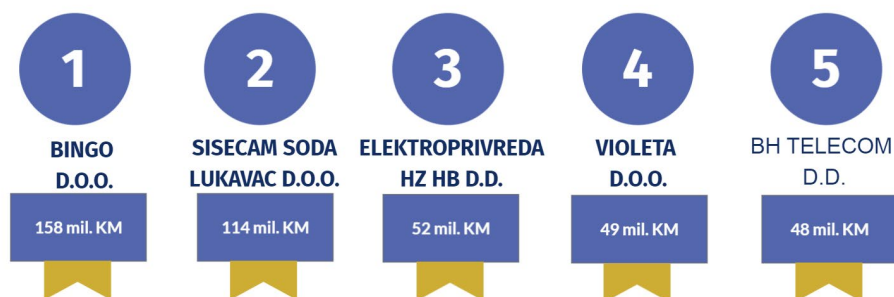 1
2
3
4
5
BINGO
D.O.O.
SISECAM SODA
LUKAVAC D.O.O.
ELEKTROPRIVREDA
HZ HB D.D.
VIOLETA
D.O.O.
BH TELECOM
D.D.
158 mil. KM
114 mil. KM
52 mil. KM
49 mil. KM
48 mil. KM